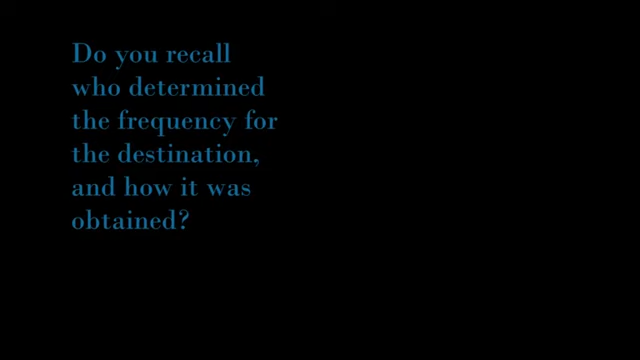 Do you recall
who determined
the frequency for
the destination,
and how it was
obtained?